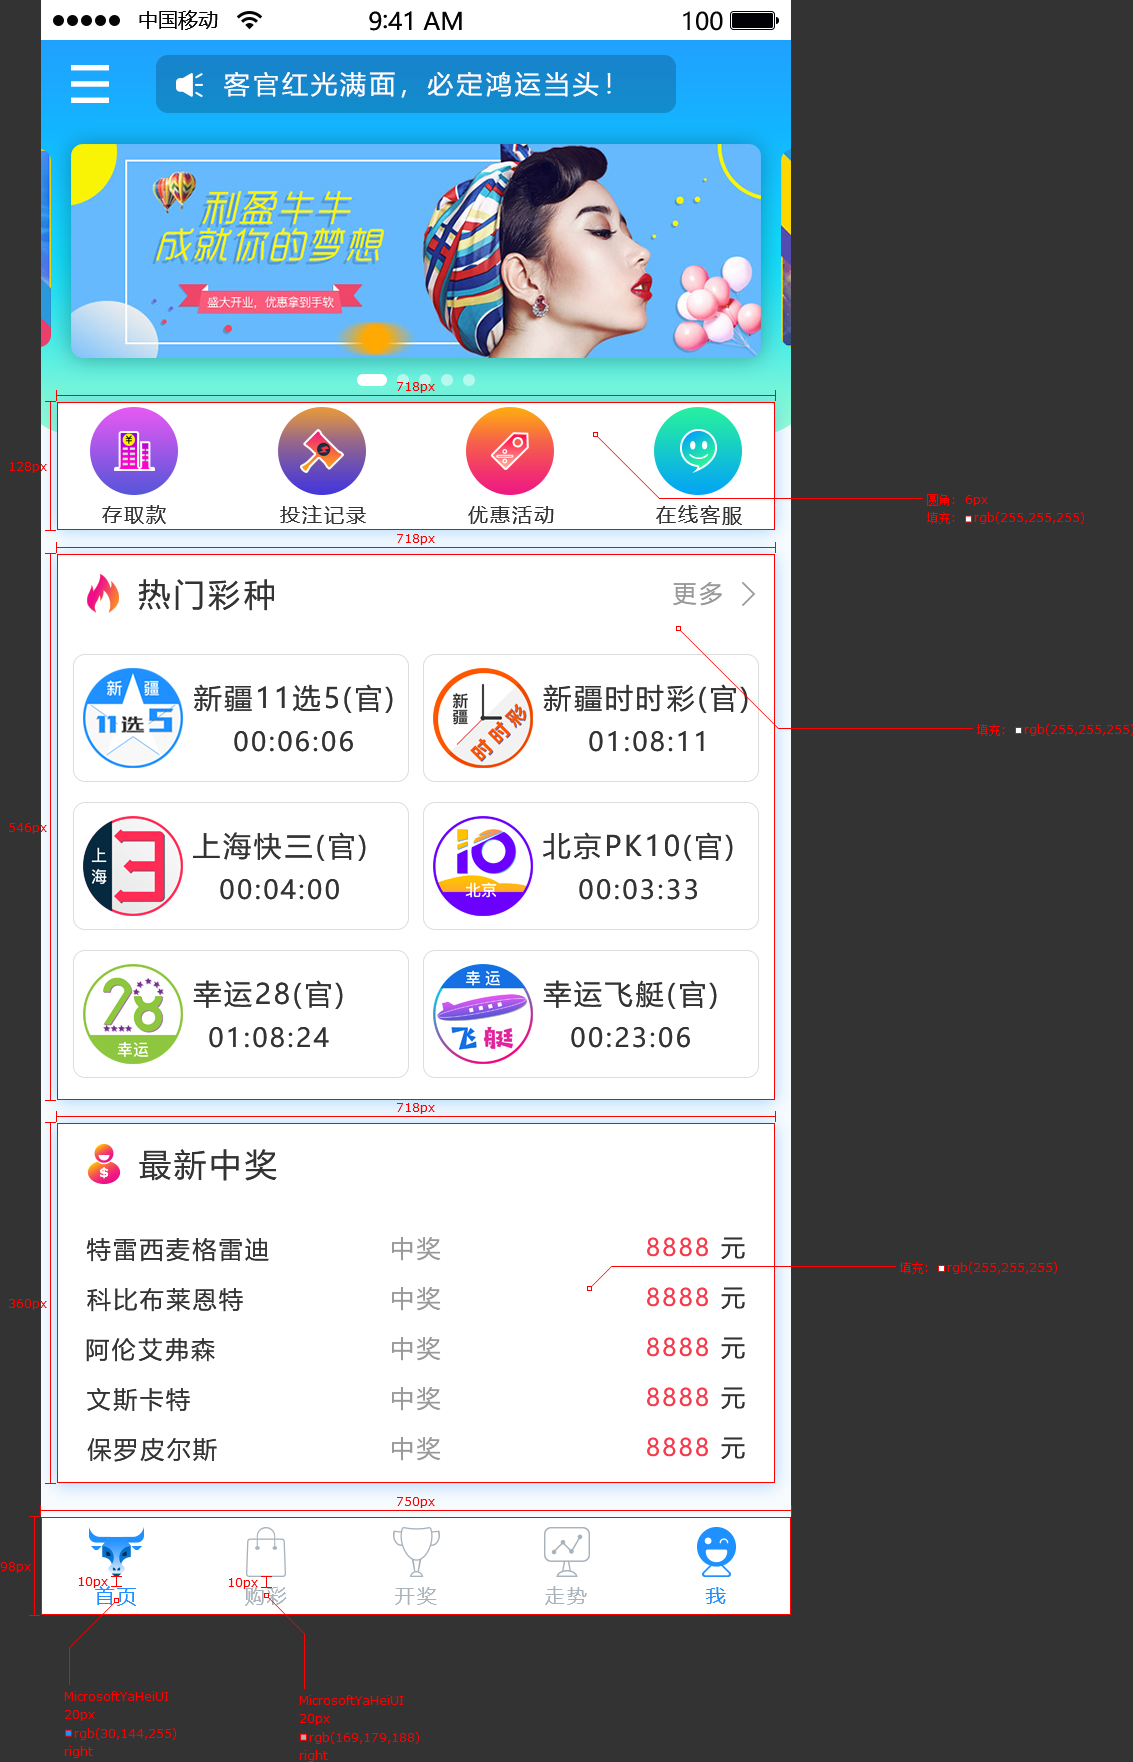 中国移动 9:41 AM 100
客官红光满面，必定鸿运当头！
利盈牛牛
成就你的梦想
盛大开业，优惠拿到手软
718px
128px
存取款 投注记录 优惠活动 在线客服
圆角：6px
填充：rgb(255,255,255)
718px
热门彩种 更多
新疆 11选5 新疆11选5(官) 00:06:06
新疆 时时彩 新疆时时彩(官) 01:08:11
填充：rgb(255,255,255)
546px
上海 3 上海快三(官) 00:04:00
10 北京 北京PK10(官) 00:03:33
28 幸运 幸运28(官) 01:08:24
幸运 飞艇 幸运飞艇(官) 00:23:06
718px
最新中奖
特雷西麦格雷迪 中奖 8888 元
填充：rgb(255,255,255)
科比布莱恩特 中奖 8888 元
360px
阿伦艾弗森 中奖 8888 元
文斯卡特 中奖 8888 元
保罗皮尔斯 中奖 8888 元
750px
98px
10px 10px
首页 购彩 开奖 走势 我
MicrosoftYaHeiUI
20px
rgb(30,144,255)
right
MicrosoftYaHeiUI
20px
rgb(169,179,188)
right